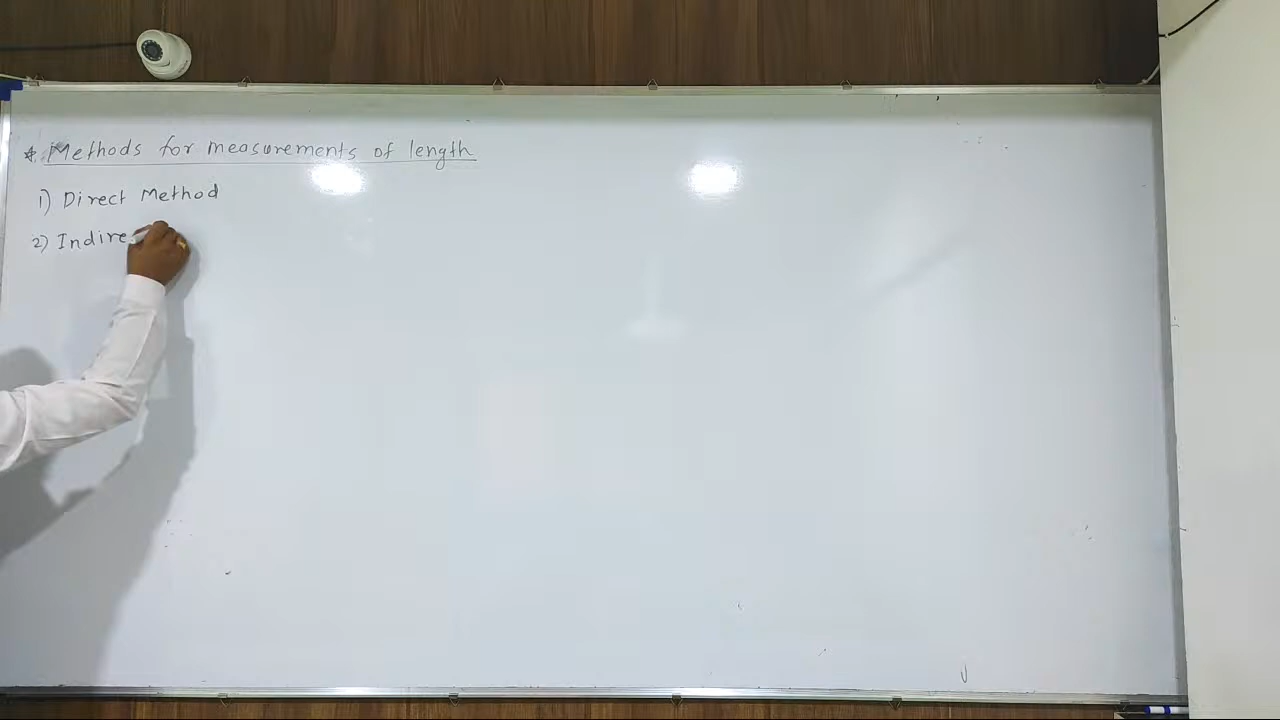 * Methods for measurements of length
1) Direct Method
2) Indire